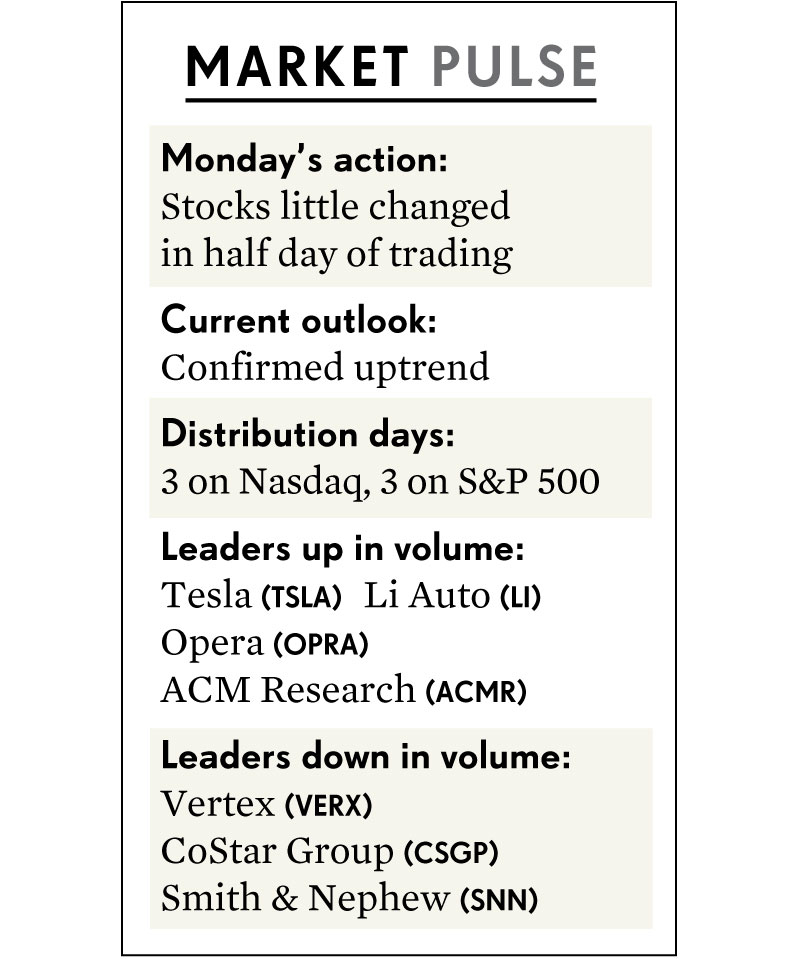 MARKET PULSE
Monday’s action:
Stocks little changed
in half day of trading
Current outlook:
Confirmed uptrend
Distribution days:
3 on Nasdaq, 3 on S&P 500
Leaders up in volume:
Tesla (TSLA) Li Auto (LI)
Opera (OPRA)
ACM Research (ACMR)
Leaders down in volume:
Vertex (VERX)
CoStar Group (CSGP)
Smith & Nephew (SNN)